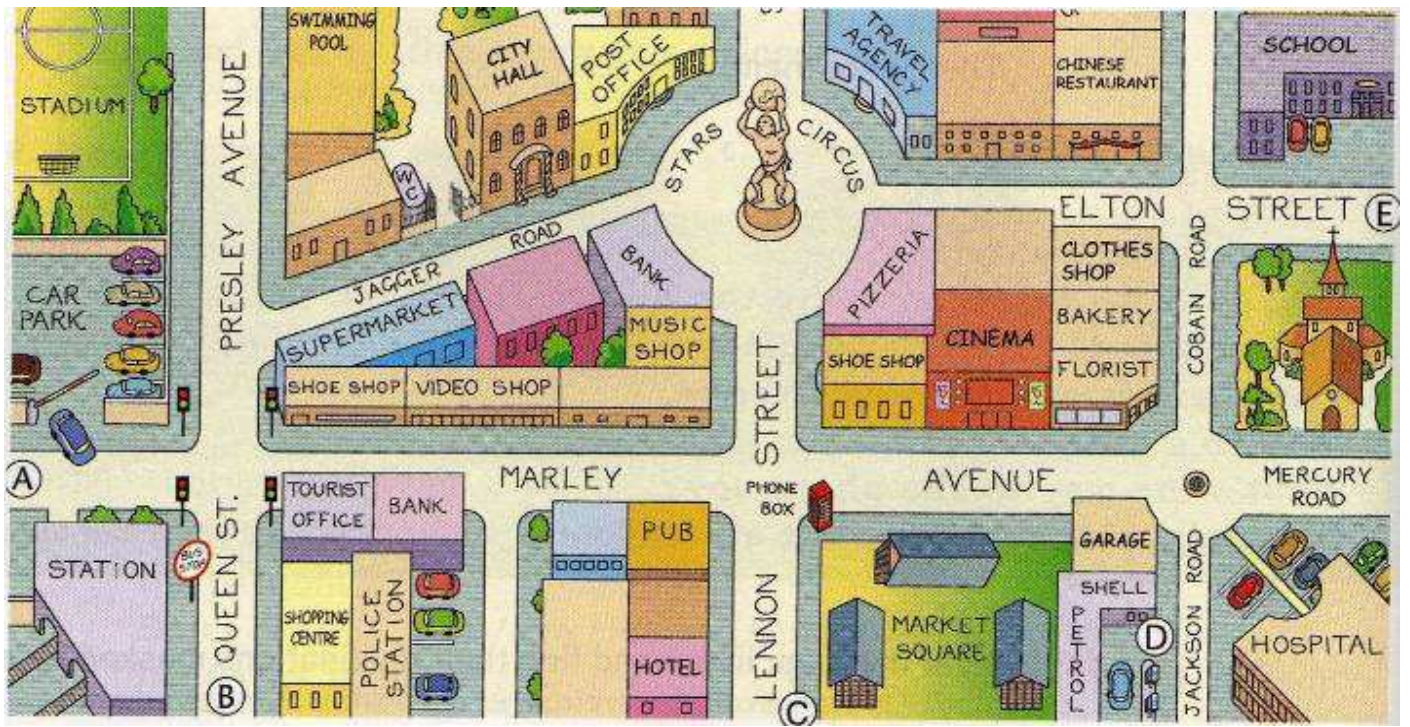 SWIMMING
POOL
CITY
HALL
POST
OFFICE
TRAVEL
AGENCY
CHINESE
RESTAURANT
SCHOOL
STADIUM
PRESLEY AVENUE
WC
STARS CIRCUS
ELTON STREET
E
JAGGER ROAD
BANK
PIZZERIA
CLOTHES
SHOP
COBAIN ROAD
CAR
PARK
SUPERMARKET
MUSIC
SHOP
CINEMA
BAKERY
SHOE SHOP
FLORIST
SHOE SHOP
VIDEO SHOP
A
MARLEY AVENUE
LENNON STREET
MERCURY
ROAD
PHONE
BOX
TOURIST
OFFICE
BANK
PUB
GARAGE
STATION
BUS
STOP
QUEEN ST.
SHOPPING
CENTRE
POLICE
STATION
HOTEL
MARKET
SQUARE
SHELL
PETROL
D
JACKSON ROAD
HOSPITAL
B
C